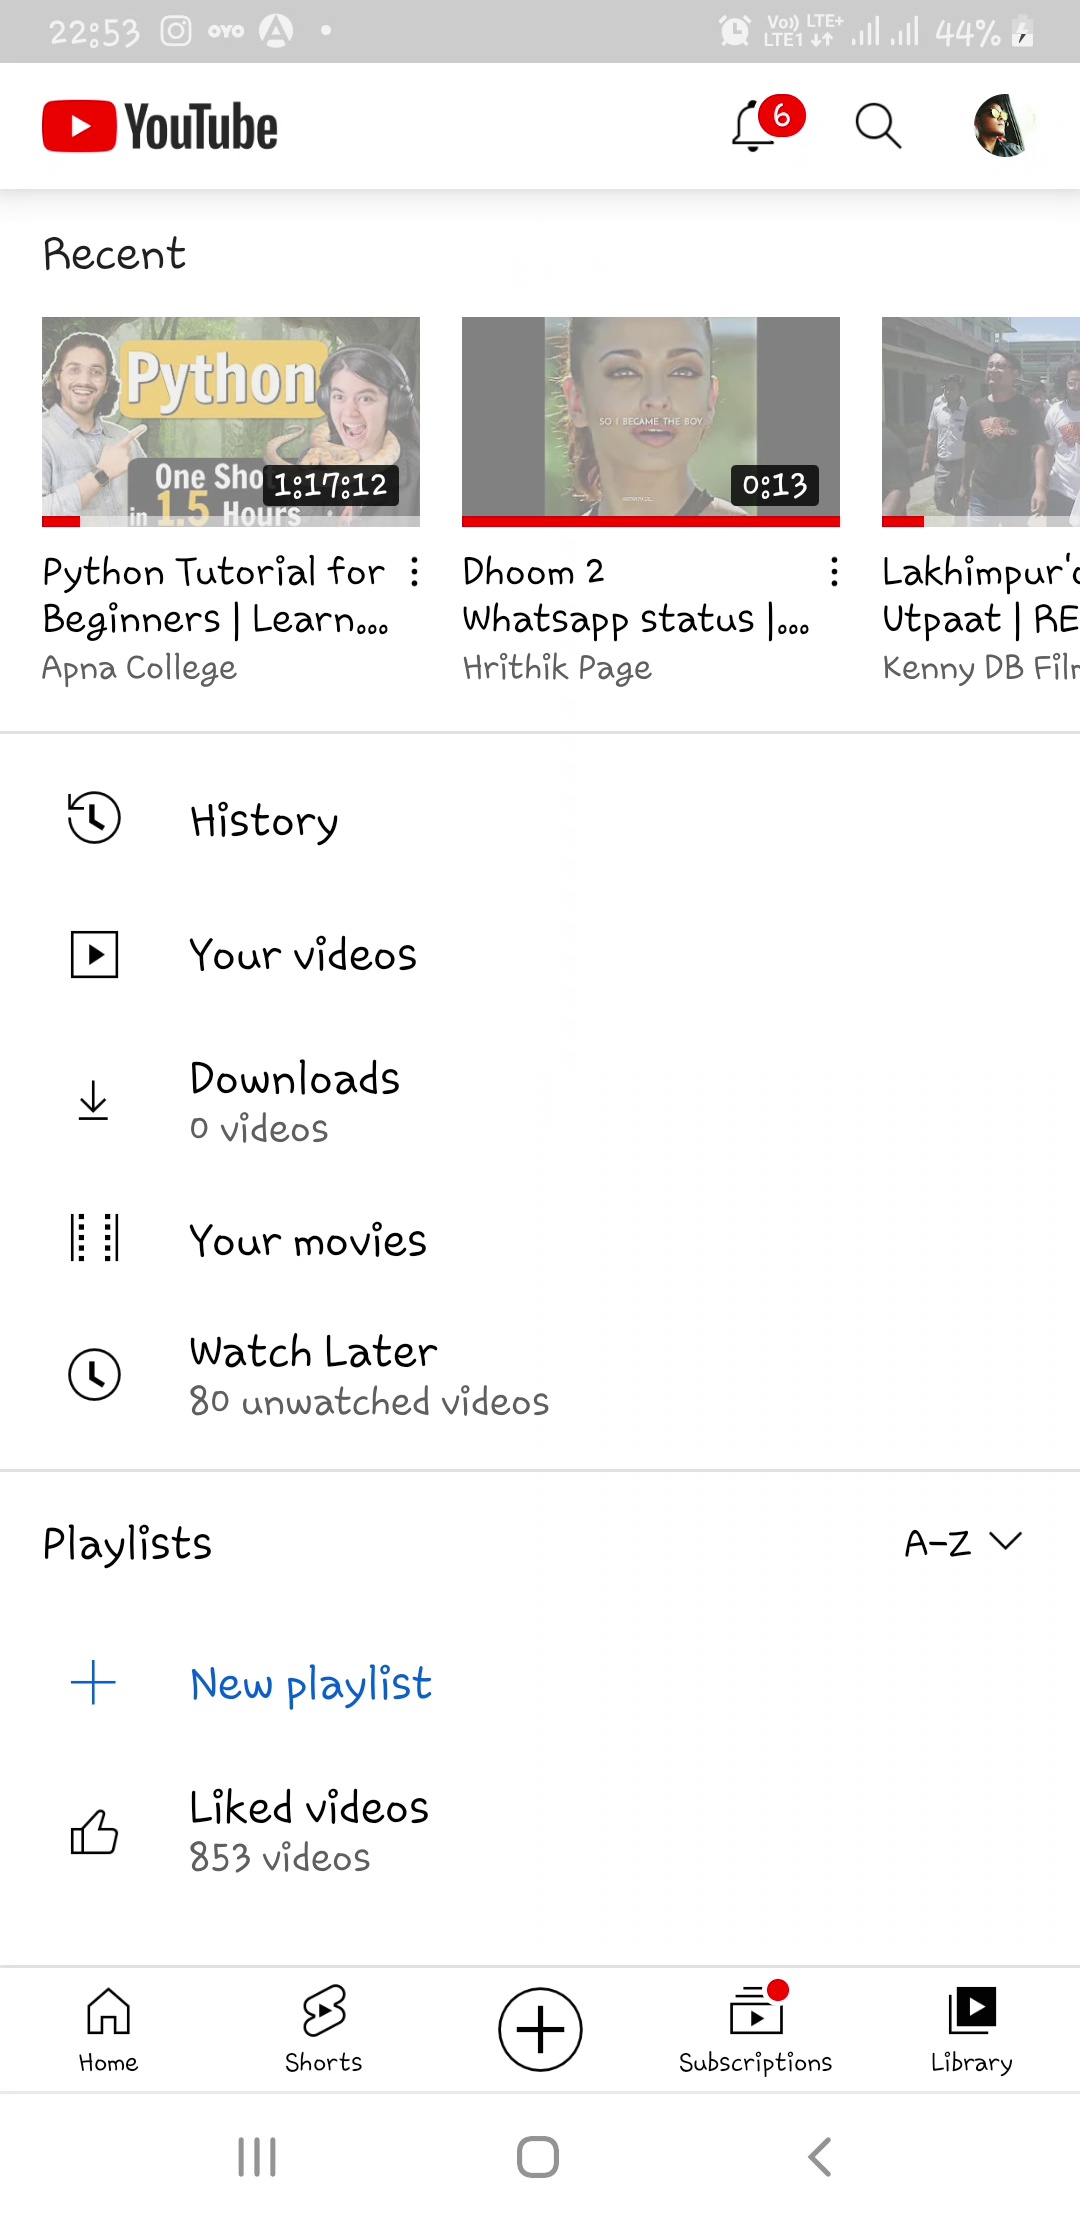 22:53 OYO Vo)) LTE+ LTE1 44%
YouTube 6
Recent
Python
One Sho
in 1.5 Hours
1:17:12
SO I BECAME THE BOY
0:13
Python Tutorial for
Beginners | Learn...
Apna College
Dhoom 2
Whatsapp status |...
Hrithik Page
Lakhimpur'
Utpaat | RE
Kenny DB Fil
History
Your videos
Downloads
0 videos
Your movies
Watch Later
80 unwatched videos
Playlists A-Z
New playlist
Liked videos
853 videos
Home Shorts Subscriptions Library